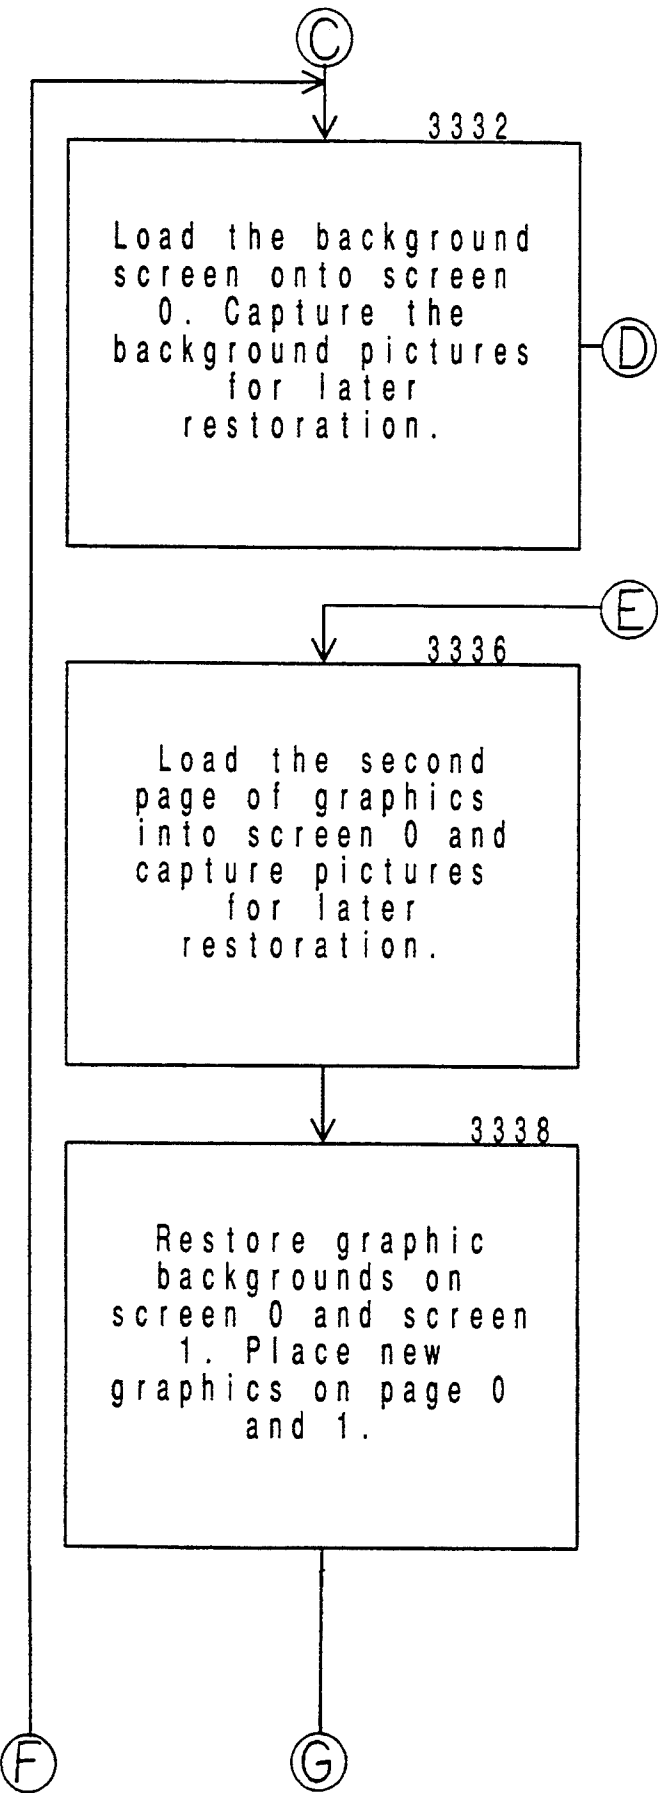 C
3332
Load the background
screen onto screen
0. Capture the
background pictures
for later
restoration.
D
E
3336
Load the second
page of graphics
into screen 0 and
capture pictures
for later
restoration.
3338
Restore graphic
backgrounds on
screen 0 and screen
1. Place new
graphics on page 0
and 1.
F
G